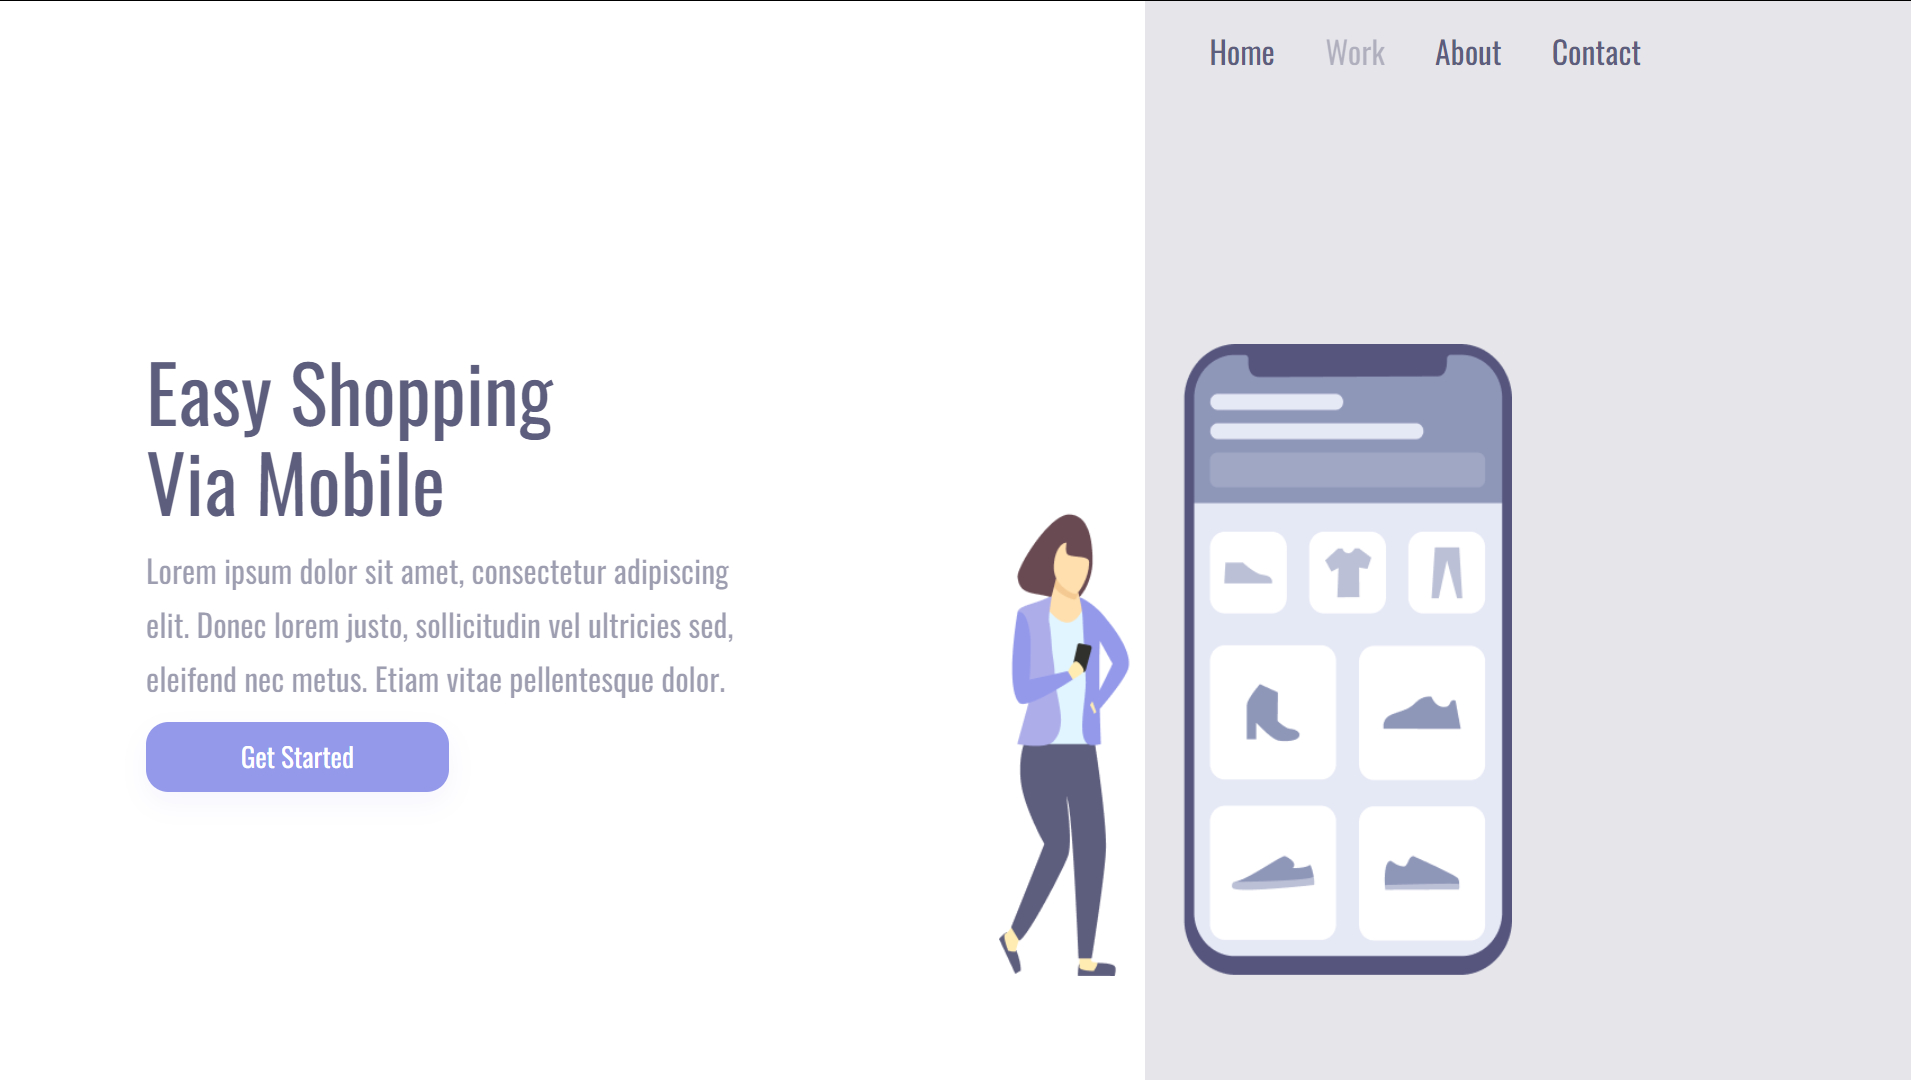 Home Work About Contact
Easy Shopping
Via Mobile
Lorem ipsum dolor sit amet, consectetur adipiscing
elit. Donec lorem justo, sollicitudin vel ultricies sed,
eleifend nec metus. Etiam vitae pellentesque dolor.
Get Started